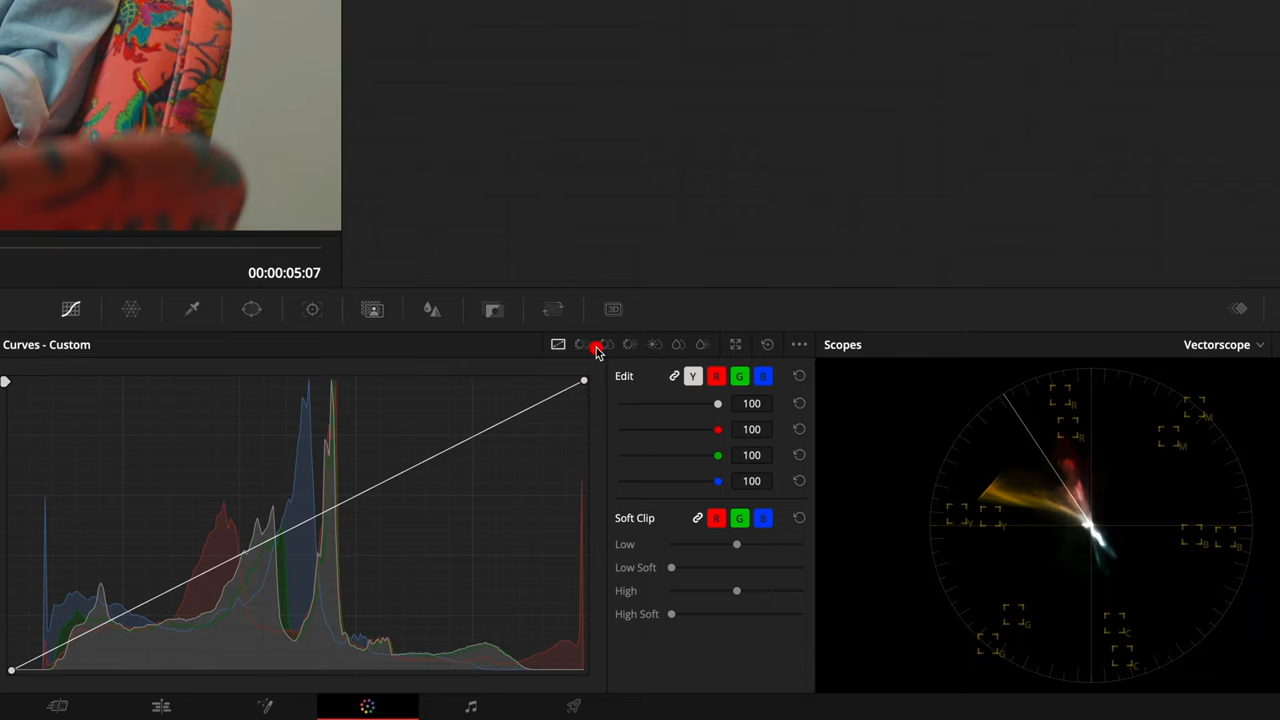 00:00:05:07
3D
Curves - Custom
Scopes
Vectorscope
Edit
Y R G B
100
100
100
100
Soft Clip
R G B
Low
Low Soft
High
High Soft
R
M
R
M
Y
Y
B
B
G
C
G
C